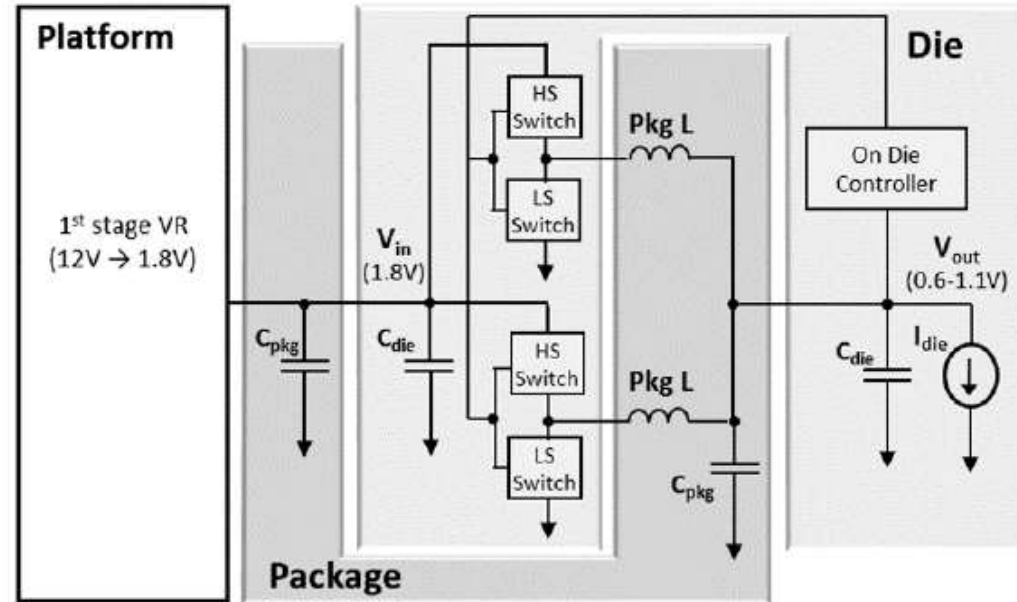 Platform
Die
1st stage VR
(12V → 1.8V)
HS
Switch
LS
Switch
Pkg L
On Die
Controller
Vin
(1.8V)
Vout
(0.6-1.1V)
Cpkg
Cdie
HS
Switch
LS
Switch
Pkg L
Cpkg
Cdie
Idie
Package